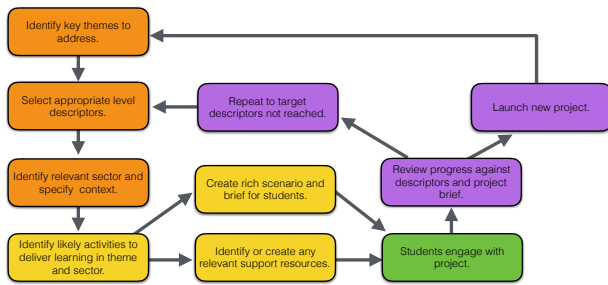 Identify key themes to
address.
Select appropriate level
descriptors.
Repeat to target
descriptors not reached.
Launch new project.
Identify relevant sector and
specify context.
Create rich scenario and
brief for students.
Review progress against
descriptors and project
brief.
Identify likely activities to
deliver learning in theme
and sector.
Identify or create any
relevant support resources.
Students engage with
project.